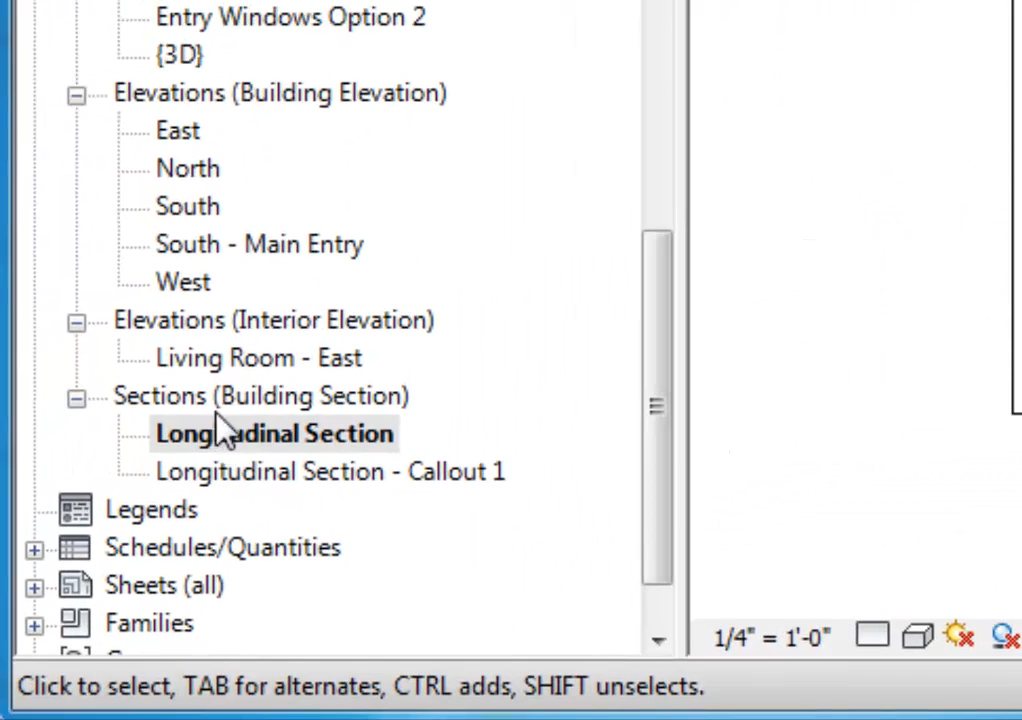 Entry Windows Option 2
{3D}
Elevations (Building Elevation)
East
North
South
South - Main Entry
West
Elevations (Interior Elevation)
Living Room - East
Sections (Building Section)
Longitudinal Section
Longitudinal Section - Callout 1
Legends
Schedules/Quantities
Sheets (all)
Families
1/4" = 1'-0"
Click to select, TAB for alternates, CTRL adds, SHIFT unselects.